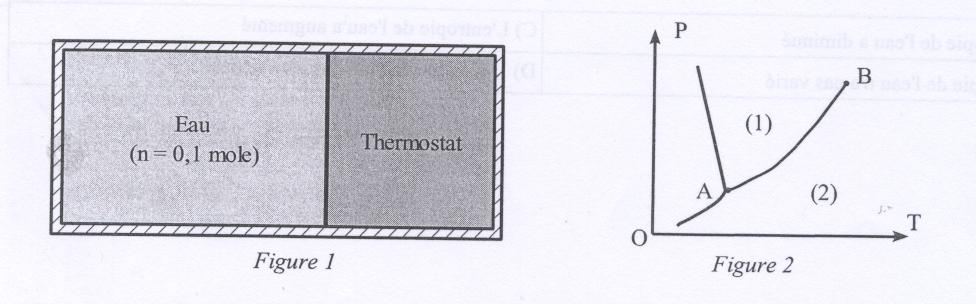 C) L'entropie de l'eau a augmenté
pie de l'eau a diminué
D)
pie de l'eau pas varié
Eau
(n = 0,1 mole)
Thermostat
Figure 1
P
B
(1)
A
(2)
O
T
Figure 2